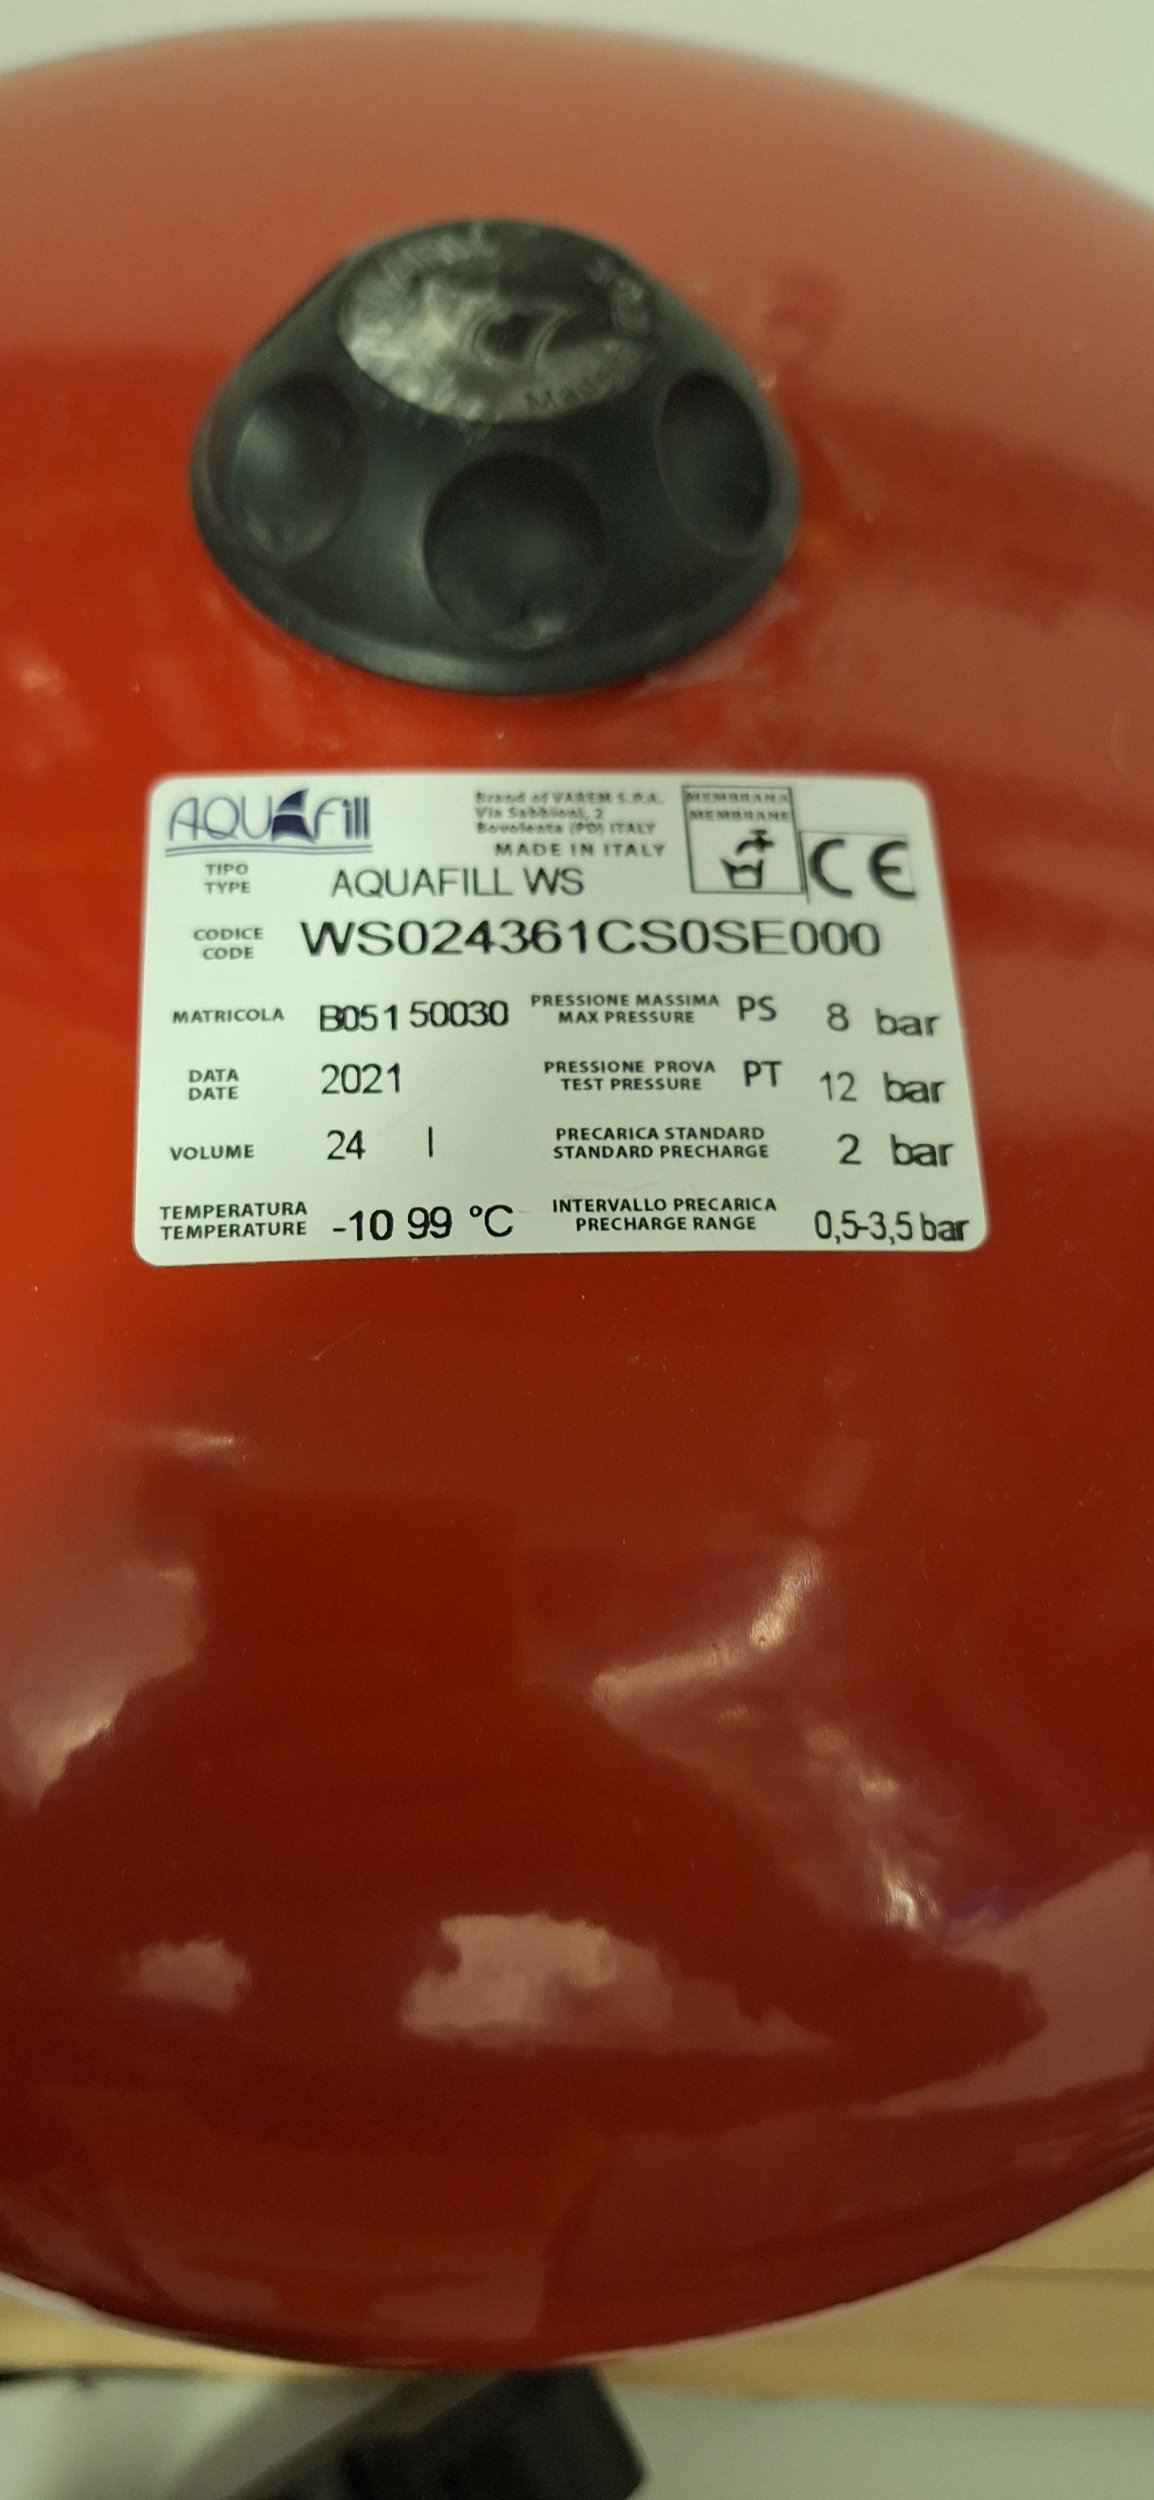 VAREM
Made
AQUAFill
Brand of VAREM S.P.A.
Via Sabbioni, 2
Bovolenta (PD) ITALY
MADE IN ITALY
MEMBRANA
MEMBRANE
CE
TIPO
TYPE
AQUAFILL WS
CODICE
CODE
WS024361CS0SE000
MATRICOLA B05150030
PRESSIONE MASSIMA
MAX PRESSURE
PS 8 bar
DATA
DATE
2021
PRESSIONE PROVA
TEST PRESSURE
PT 12 bar
VOLUME 24 l
PRECARICA STANDARD
STANDARD PRECHARGE
2 bar
TEMPERATURA
TEMPERATURE
-10 99 °C
INTERVALLO PRECARICA
PRECHARGE RANGE
0,5-3,5 bar